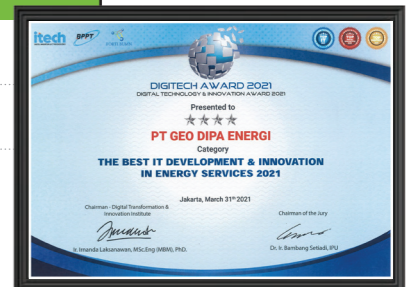 itech
BPPT
DIGITECH AWARD 2021
DIGITAL TECHNOLOGY & INNOVATION AWARD 2021
Presented to
PT GEO DIPA ENERGI
Category
THE BEST IT DEVELOPMENT & INNOVATION
IN ENERGY SERVICES 2021
Jakarta, March 31th 2021
Chairman - Digital Transformation &
Innovation Institute
Ir. Imanda Laksanawan, MSc.Eng (MBM), PhD.
Chairman of the Jury
Dr. Ir. Bambang Setiadi, IPU